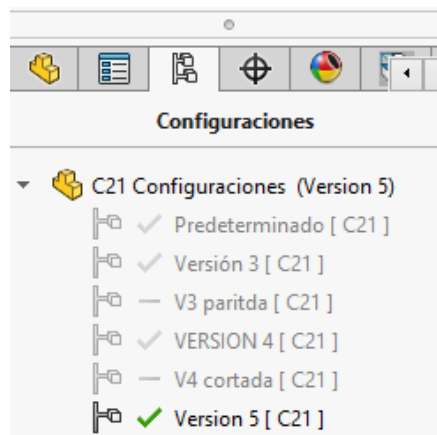 Configuraciones
C21 Configuraciones (Version 5)
Predeterminado [ C21 ]
Versión 3 [ C21 ]
V3 paritda [ C21 ]
VERSION 4 [ C21 ]
V4 cortada [ C21 ]
Version 5 [ C21 ]